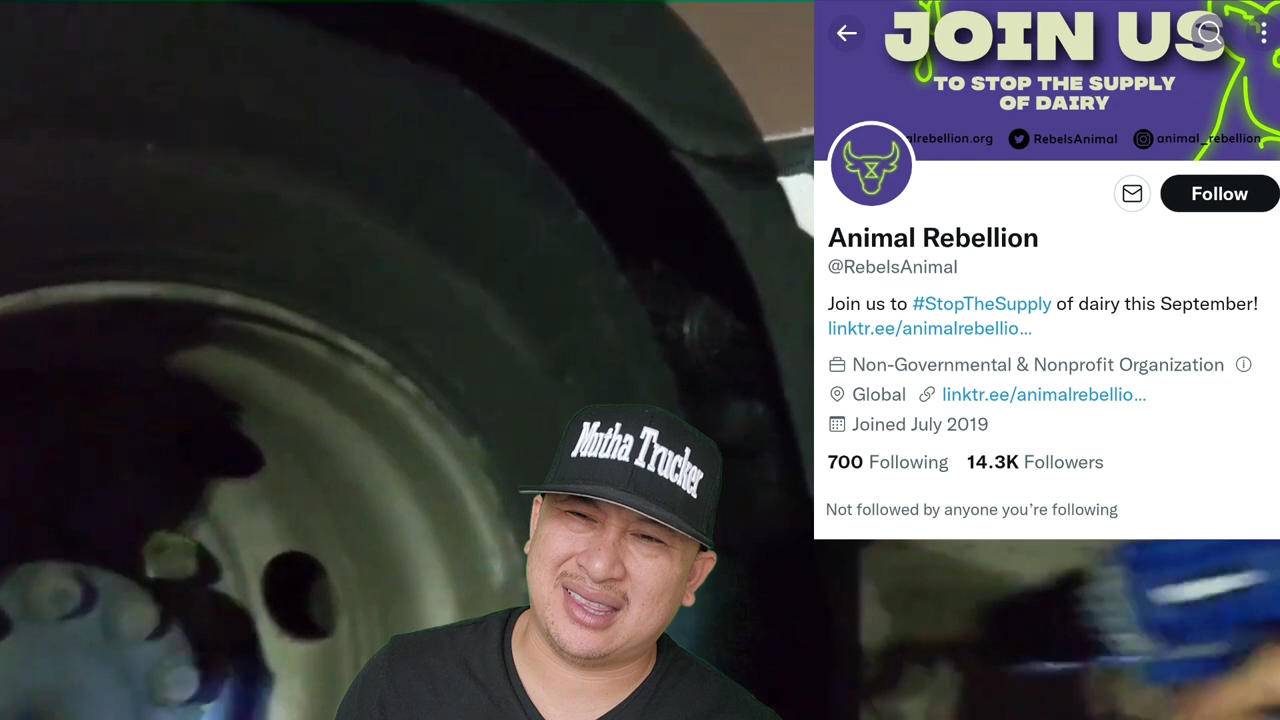 JOIN US
TO STOP THE SUPPLY
OF DAIRY
alrebellion.org RebelsAnimal animal_rebellion
Follow
Animal Rebellion
@RebelsAnimal
Join us to #StopTheSupply of dairy this September!
linktr.ee/animalrebellio...
Non-Governmental & Nonprofit Organization
Global linktr.ee/animalrebellio...
Joined July 2019
700 Following 14.3K Followers
Not followed by anyone you’re following
Mutha Trucker